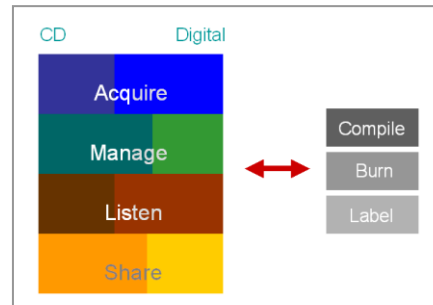 CD Digital
Acquire
Manage
Listen
Share
Compile
Burn
Label